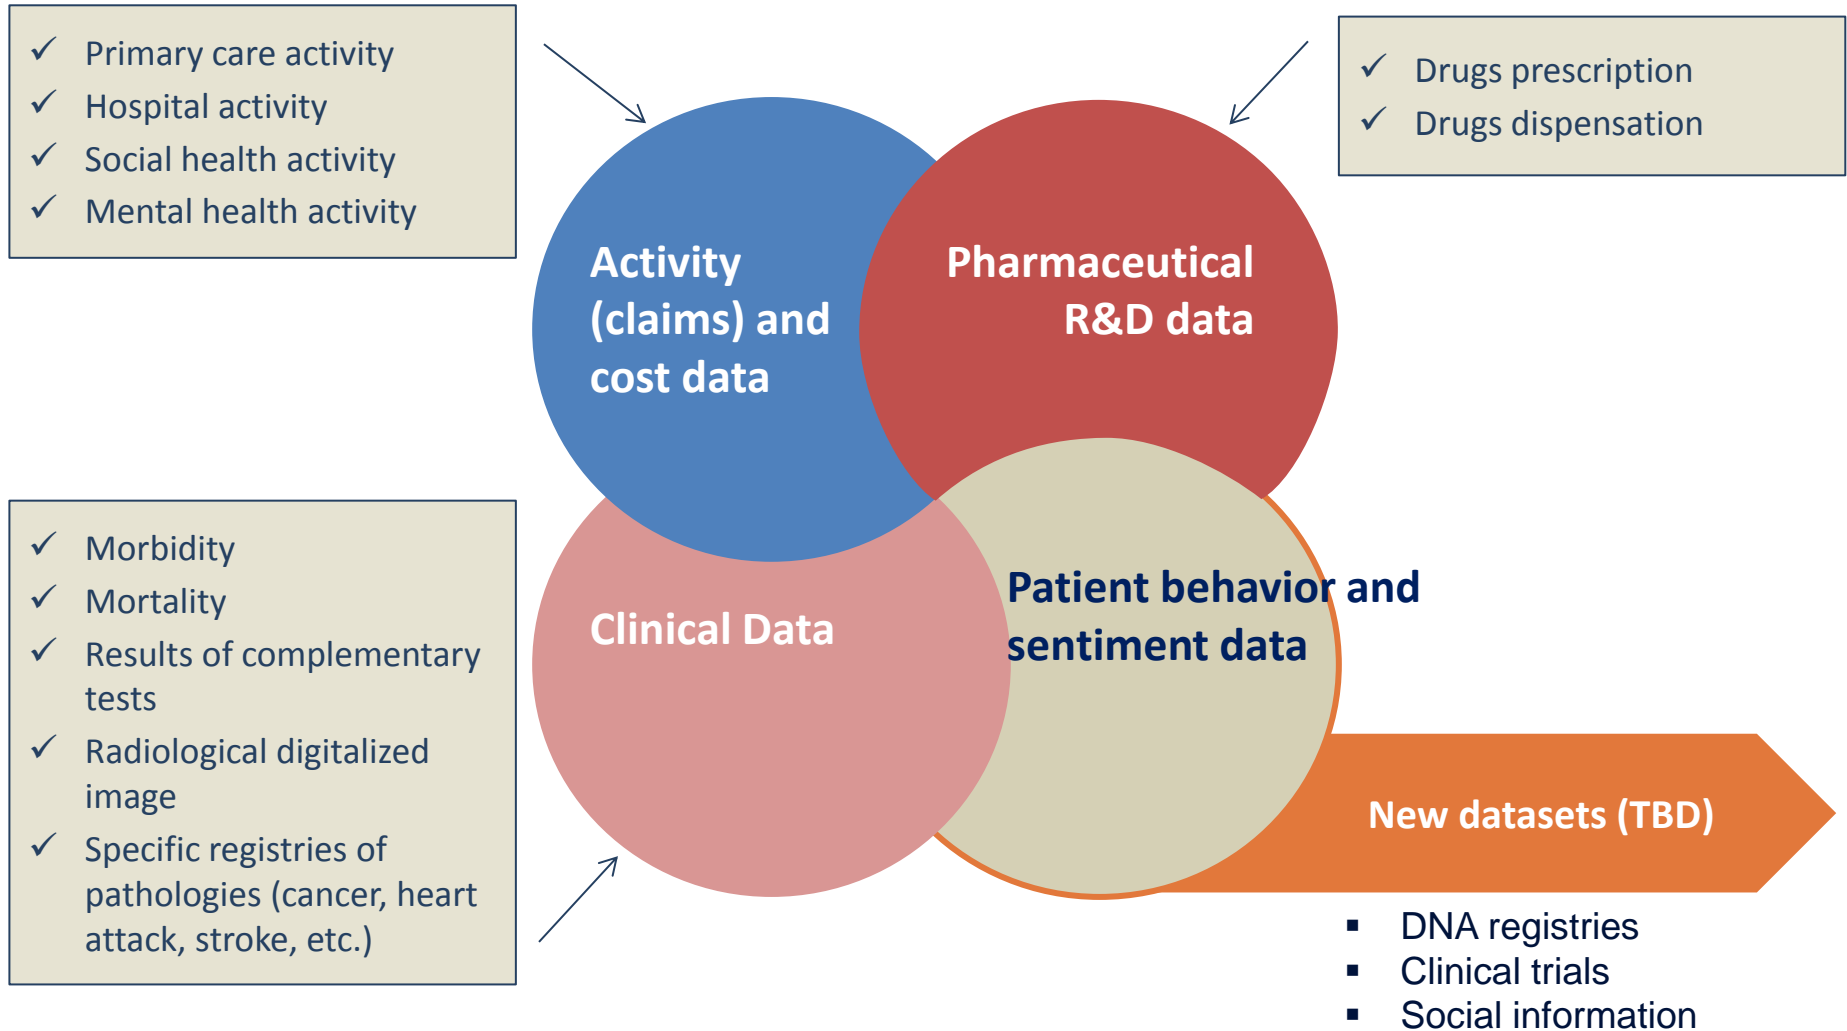 ✓ Primary care activity
✓ Hospital activity
✓ Social health activity
✓ Mental health activity
✓ Drugs prescription
✓ Drugs dispensation
Activity
(claims) and
cost data
Pharmaceutical
R&D data
✓ Morbidity
✓ Mortality
✓ Results of complementary
tests
✓ Radiological digitalized
image
✓ Specific registries of
pathologies (cancer, heart
attack, stroke, etc.)
Clinical Data
Patient behavior and
sentiment data
New datasets (TBD)
▪ DNA registries
▪ Clinical trials
▪ Social information